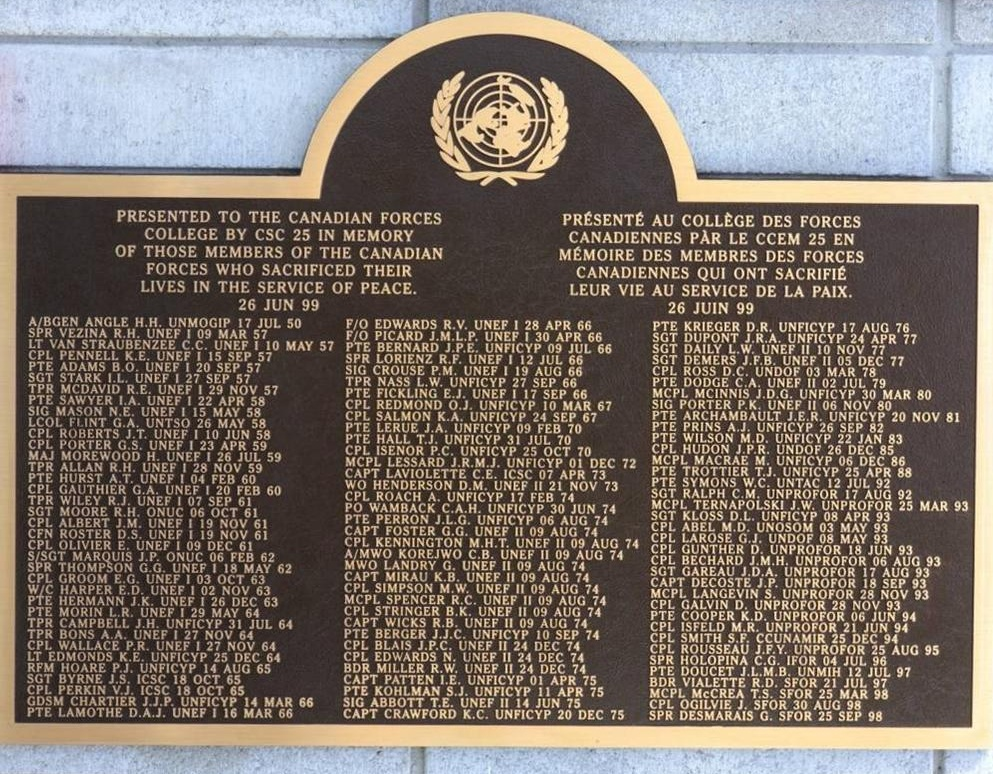 PRESENTED TO THE CANADIAN FORCES
COLLEGE BY CSC 25 IN MEMORY
OF THOSE MEMBERS OF THE CANADIAN
FORCES WHO SACRIFICED THEIR
LIVES IN THE SERVICE OF PEACE.
26 JUN 99
PRÉSENTÉ AU COLLÈGE DES FORCES
CANADIENNES PÀR LE CCEM 25 EN
MÉMOIRE DES MEMBRES DES FORCES
CANADIENNES QUI ONT SACRIFIÉ
LEUR VIE AU SERVICE DE LA PAIX.
26 JUIN 99
A/BGEN ANGLE H.H. UNMOGIP 17 JUL 50
SPR VEZINA R.H. UNEF I 09 MAR 57
LT VAN STRAUBENZEE C.C. UNEF I 10 MAY 57
CPL PENNELL K.E. UNEF I 15 SEP 57
PTE ADAMS B.O. UNEF I 20 SEP 57
SGT STARK I.L. UNEF I 27 SEP 57
TPR MCDAVID R.E. UNEF I 29 NOV 57
PTE SAWYER I.A. UNEF I 22 APR 58
SIG MASON N.E. UNEF I 15 MAY 58
LCOL FLINT G.A. UNTSO 26 MAY 58
CPL ROBERTS J.T. UNEF I 10 JUN 58
CPL PORTER G.S. UNEF I 23 APR 59
MAJ MOREWOOD H. UNEF I 26 JUL 59
TPR ALLAN R.H. UNEF I 28 NOV 59
PTE HURST A.T. UNEF I 04 FEB 60
CPL GAUTHIER G.A. UNEF I 20 FEB 60
TPR WILEY R.J. UNEF I 07 SEP 61
SGT MOORE R.H. ONUC 06 OCT 61
CPL ALBERT J.M. UNEF I 19 NOV 61
CFN ROSTER D.S. UNEF I 19 NOV 61
CPL OLIVIER E. UNEF I 09 DEC 61
S/SGT MARQUIS J.P. ONUC 06 FEB 62
SPR THOMPSON G.G. UNEF I 18 MAY 62
CPL GROOM E.G. UNEF I 03 OCT 63
W/C HARPER E.D. UNEF I 02 NOV 63
PTE HERMANN J.K. UNEF I 26 DEC 63
PTE MORIN L.R. UNEF I 29 MAY 64
TPR CAMPBELL J.H. UNFICYP 31 JUL 64
TPR BONS A.A. UNEF I 27 NOV 64
CPL WALLACE P.R. UNEF I 27 NOV 64
LT EDMONDS K.E. UNFICYP 25 DEC 64
RFM HOARE P.J. UNFICYP 14 AUG 65
SGT BYRNE J.S. ICSC 18 OCT 65
CPL PERKIN V.J. ICSC 18 OCT 65
GDSM CHARTIER J.J.P. UNFICYP 14 MAR 66
PTE LAMOTHE D.A.J. UNEF I 16 MAR 66
F/O EDWARDS R.V. UNEF I 28 APR 66
F/O PICARD J.M.L.P. UNEF I 30 APR 66
PTE BERNARD J.P.E. UNFICYP 09 JUL 66
SPR LORIENZ R.F. UNEF I 12 JUL 66
SIG CROUSE P.M. UNEF I 19 AUG 66
TPR NASS L.W. UNFICYP 27 SEP 66
PTE FICKLING E.J. UNEF I 17 SEP 66
CPL REDMOND O.J. UNFICYP 10 MAR 67
CPL SALMON K.A. UNFICYP 24 SEP 67
PTE LERUE J.A. UNFICYP 09 FEB 70
PTE HALL T.J. UNFICYP 31 JUL 70
CPL ISENOR P.C. UNFICYP 25 OCT 70
MCPL LESSARD J.R.M.J. UNFICYP 01 DEC 72
CAPT LAVIOLETTE C.E. ICSC 07 APR 73
WO HENDERSON D.M. UNEF II 21 NOV 73
CPL ROACH A. UNFICYP 17 FEB 74
PO WAMBACK C.A.H. UNFICYP 30 JUN 74
PTE PERRON J.L.G. UNFICYP 06 AUG 74
CAPT FOSTER G.G. UNEF II 09 AUG 74
CPL KENNINGTON M.H.T. UNEF II 09 AUG 74
A/MWO KOREJWO C.B. UNEF II 09 AUG 74
MWO LANDRY G. UNEF II 09 AUG 74
CAPT MIRAU K.B. UNEF II 09 AUG 74
CPL SIMPSON M.W. UNEF II 09 AUG 74
MCPL SPENCER R.C. UNEF II 09 AUG 74
CPL STRINGER B.K. UNEF II 09 AUG 74
CAPT WICKS R.B. UNEF II 09 AUG 74
PTE BERGER J.J.C. UNFICYP 10 SEP 74
CPL BLAIS J.P.C. UNEF II 24 DEC 74
CPL EDWARDS N. UNEF II 24 DEC 74
BDR MILLER R.W. UNEF II 24 DEC 74
CAPT PATTEN I.E. UNFICYP 01 APR 75
PTE KOHLMAN S.J. UNFICYP 11 APR 75
SIG ABBOTT T.E. UNEF II 14 JUN 75
CAPT CRAWFORD K.C. UNFICYP 20 DEC 75
PTE KRIEGER D.R. UNFICYP 17 AUG 76
SGT DUPONT J.R.A. UNFICYP 24 APR 77
SGT DAILY L.W. UNEF II 10 NOV 77
SGT DEMERS J.F.B. UNEF II 05 DEC 77
CPL ROSS D.C. UNDOF 03 MAR 78
PTE DODGE C.A. UNEF II 02 JUL 79
MCPL MCINNIS J.D.G. UNFICYP 30 MAR 80
SIG PORTER P.K. UNEF II 06 NOV 80
PTE ARCHAMBAULT J.E.R. UNFICYP 20 NOV 81
PTE PRINS A.J. UNFICYP 26 SEP 82
PTE WILSON M.D. UNFICYP 22 JAN 83
CPL HUDON J.P.R. UNDOF 26 DEC 85
MCPL MACRAE M. UNFICYP 06 DEC 86
PTE TROTTIER J.J. UNFICYP 25 APR 88
PTE SYMONS W.C. UNTAC 12 JUL 92
SGT RALPH C.M. UNPROFOR 17 AUG 92
MCPL TERNAPOLSKI J.W. UNPROFOR 25 MAR 93
SGT KLOSS D.L. UNFICYP 08 APR 93
CPL ABEL M.D. UNOSOM 03 MAY 93
CPL LAROSE G.J. UNDOF 08 MAY 93
CPL GUNTHER D. UNPROFOR 18 JUN 93
CPL BECHARD J.M.H. UNPROFOR 06 AUG 93
SGT GAREAU J.D.A. UNPROFOR 17 AUG 93
CAPT DECOSTE J.P. UNPROFOR 18 SEP 93
MCPL LANGEVIN S. UNPROFOR 28 NOV 93
CPL GALVIN D. UNPROFOR 28 NOV 93
PTE COOPER K.D. UNPROFOR 06 JUN 94
CPL ISFELD M.R. UNPROFOR 21 JUN 94
CPL SMITH S.F. CCUNAMIR 25 DEC 94
CPL ROUSSEAU J.F.Y. UNPROFOR 25 AUG 95
SPR HOLOPINA C.G. IFOR 04 JUL 96
PTE DOUCET J.L.M.B. UNMIH 12 JUL 97
BDR VALETTE R.D. SFOR 21 JUL 97
MCPL McCREA T.S. SFOR 25 MAR 98
CPL OGILVIE J. SFOR 30 AUG 98
SPR DESMARAIS G. SFOR 25 SEP 98